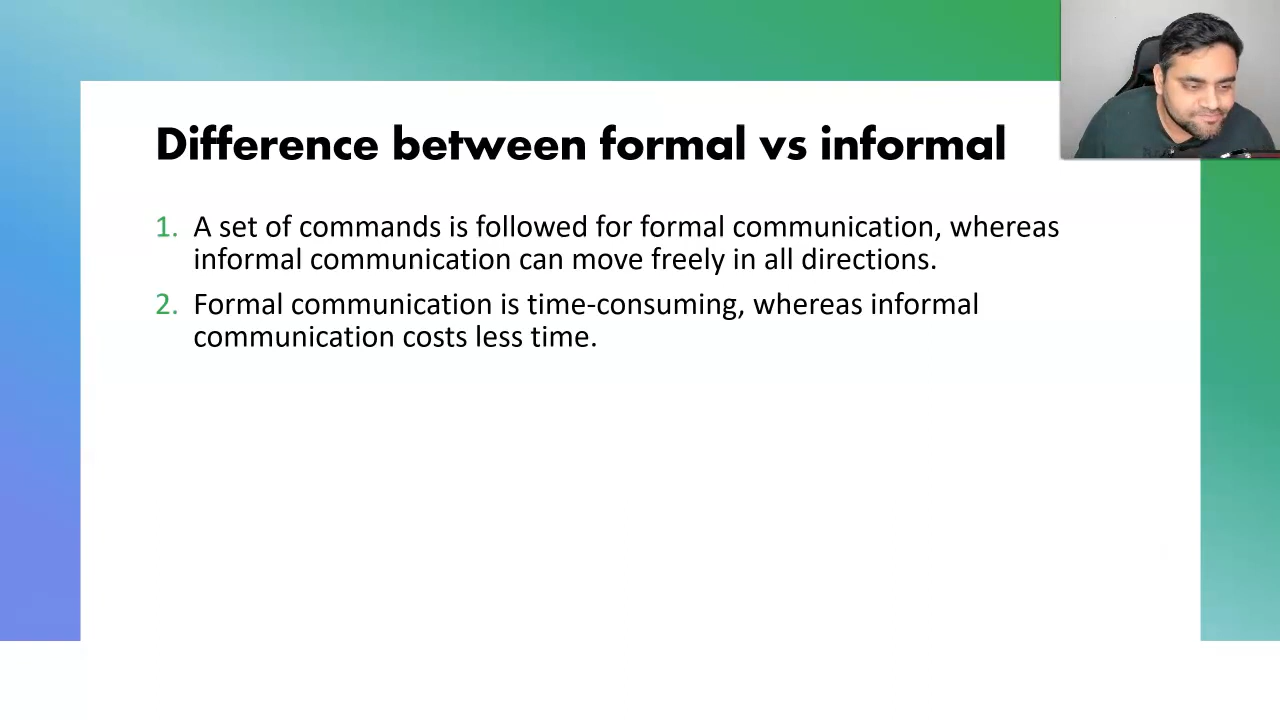 Difference between formal vs informal
1. A set of commands is followed for formal communication, whereas
informal communication can move freely in all directions.
2. Formal communication is time-consuming, whereas informal
communication costs less time.